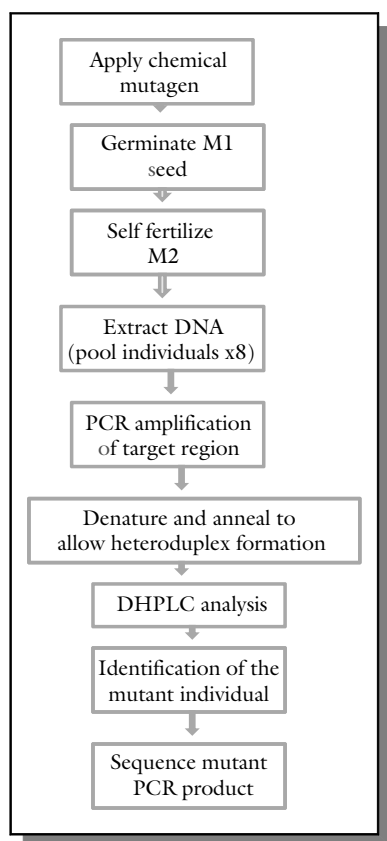 Apply chemical
mutagen
Germinate M1
seed
Self fertilize
M2
Extract DNA
(pool individuals x8)
PCR amplification
of target region
Denature and anneal to
allow heteroduplex formation
DHPLC analysis
Identification of the
mutant individual
Sequence mutant
PCR product